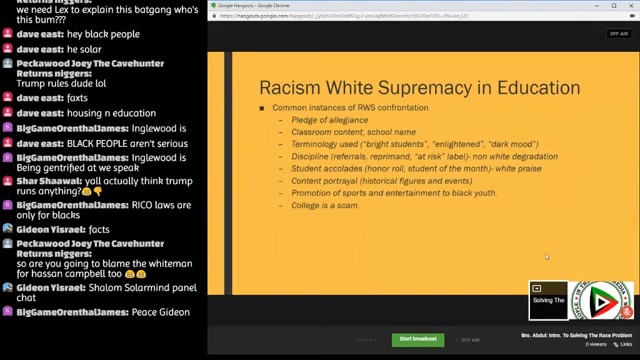 Returns niggers:
we need Lex to explain this batgang who's
this bum???
dave east: hey black people
dave east: he solar
Peckawood Joey The Cavehunter
Returns niggers:
Trump rules dude lol
dave east: faxts
dave east: housing n education
BigGameOrenthalJames: Inglewood is
dave east: BLACK PEOPLE aren't serious
BigGameOrenthalJames: Inglewood is
Being gentrified at we speak
Shar Shaawal: yall actually think trump
runs anything?
BigGameOrenthalJames: RICO laws are
only for blacks
Gideon Yisrael: facts
Peckawood Joey The Cavehunter
Returns niggers:
so are you going to blame the whiteman
for hassan campbell too
Gideon Yisrael: Shalom Solarmind panel
chat
BigGameOrenthalJames: Peace Gideon
Google Hangouts - Google Chrome
OFF AIR
Racism White Supremacy in Education
■ Common instances of RWS confrontation
– Pledge of allegiance
– Classroom content, school name
– Terminology used ("bright students", "enlightened", "dark mood")
– Discipline (referrals, reprimand, "at risk" label)- non white degradation
– Student accolades (honor roll, student of the month)- white praise
– Content portrayal (historical figures and events)
– Promotion of sports and entertainment to black youth.
– College is a scam.
Solving The
Bro. Abdul: Intro. To Solving The Race Problem
0 viewers
Links
Start broadcast
OFF AIR